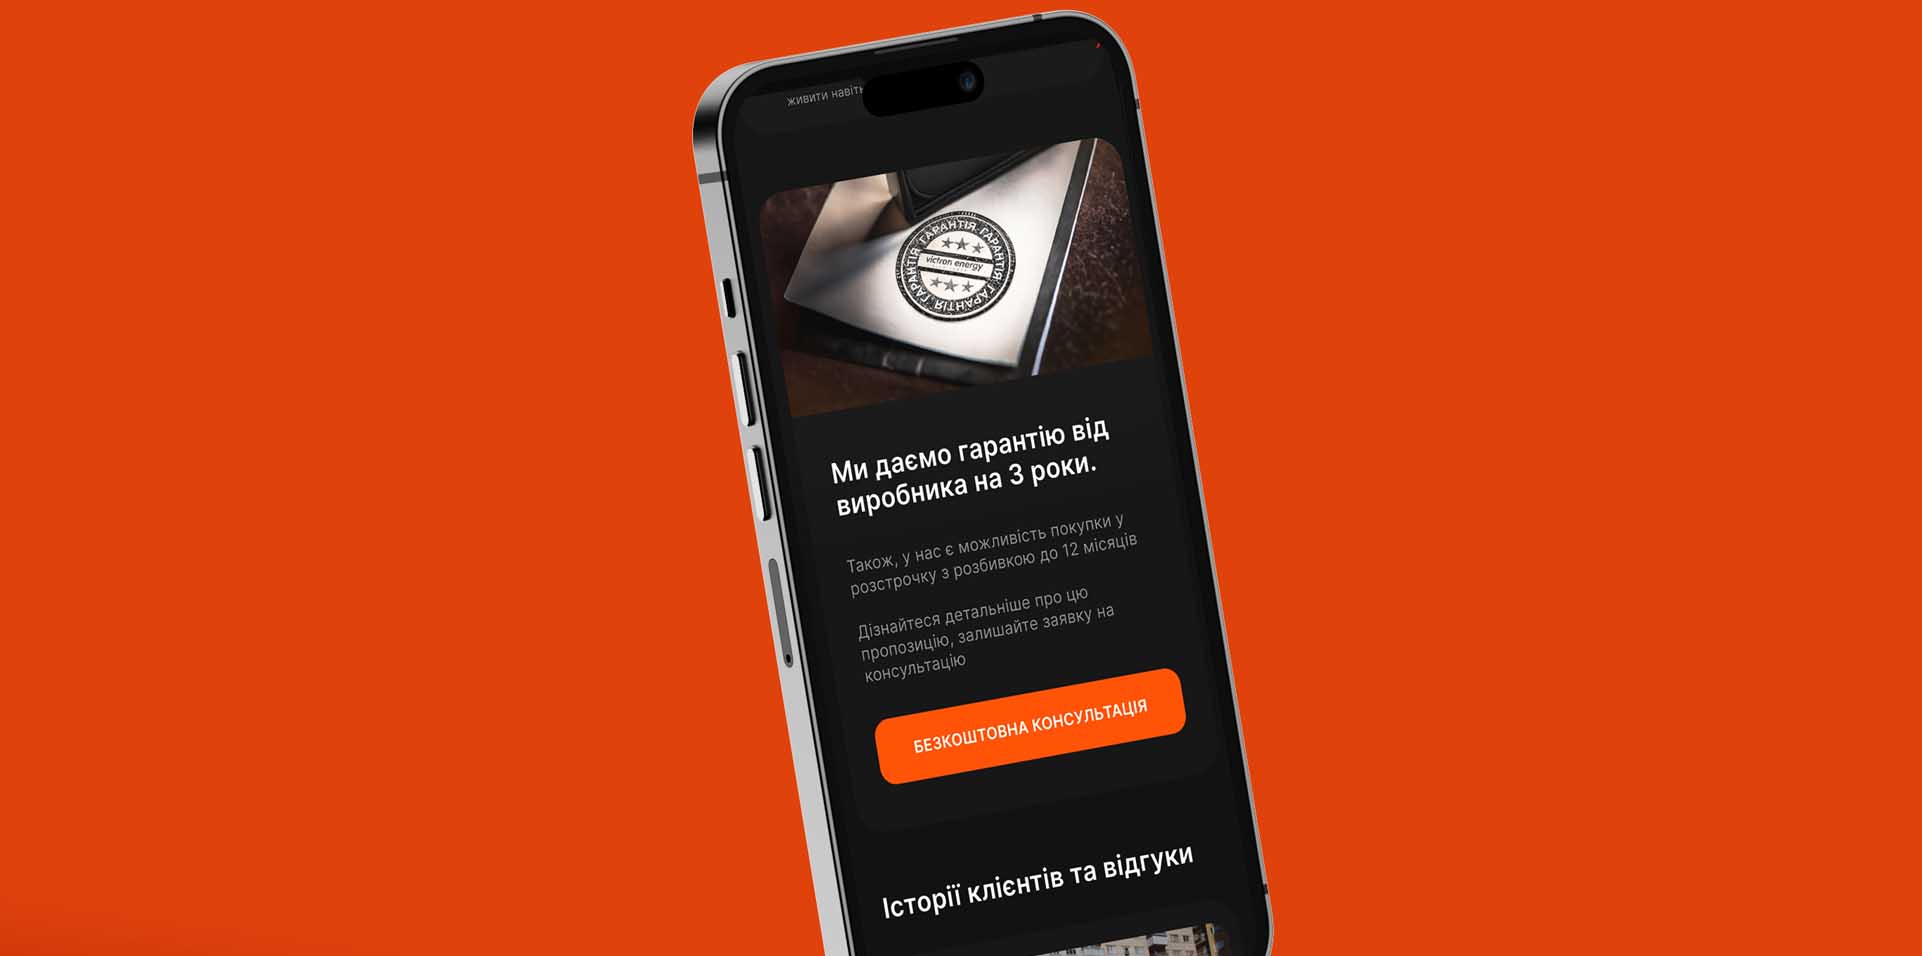 живити навіть
ГАРАНТІЯ ГАРАНТІЯ ГАРАНТІЯ ГАРАНТІЯ
victron energy
Ми даємо гарантію від
виробника на 3 роки.
Також, у нас є можливість покупки у
розстрочку з розбивкою до 12 місяців
Дізнайтеся детальніше про цю
пропозицію, залишайте заявку на
консультацію
БЕЗКОШТОВНА КОНСУЛЬТАЦІЯ
Історії клієнтів та відгуки